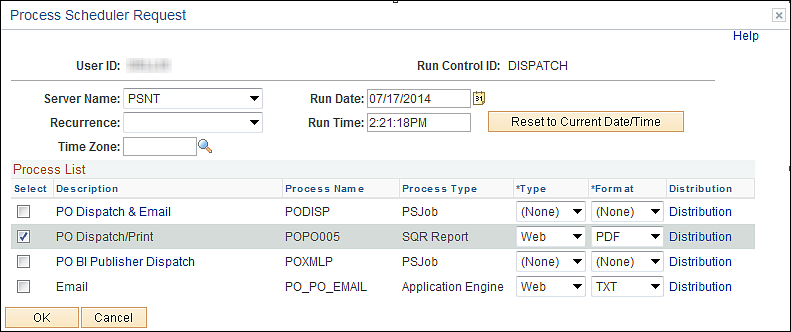 Process Scheduler Request
Help
User ID: Run Control ID: DISPATCH
Server Name: PSNT Run Date: 07/17/2014 31
Recurrence: Run Time: 2:21:18PM Reset to Current Date/Time
Time Zone:
Process List
Select Description Process Name Process Type *Type *Format Distribution
PO Dispatch & Email PODISP PSJob (None) (None) Distribution
PO Dispatch/Print POPO005 SQR Report Web PDF Distribution
PO BI Publisher Dispatch POXMLP PSJob (None) (None) Distribution
Email PO_PO_EMAIL Application Engine Web TXT Distribution
OK Cancel